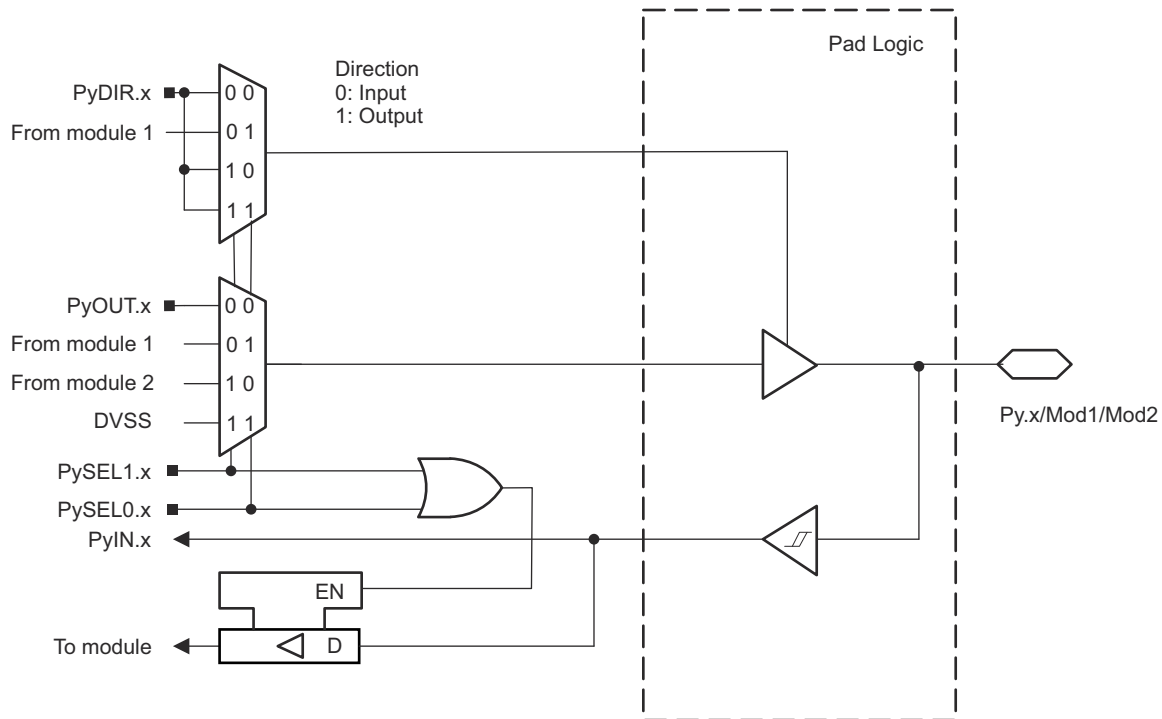 Pad Logic
Direction
0: Input
1: Output
PyDIR.x
0 0
From module 1
0 1
1 0
1 1
PyOUT.x
0 0
From module 1
0 1
From module 2
1 0
DVSS
1 1
Py.x/Mod1/Mod2
PySEL1.x
PySEL0.x
PyIN.x
EN
To module
D